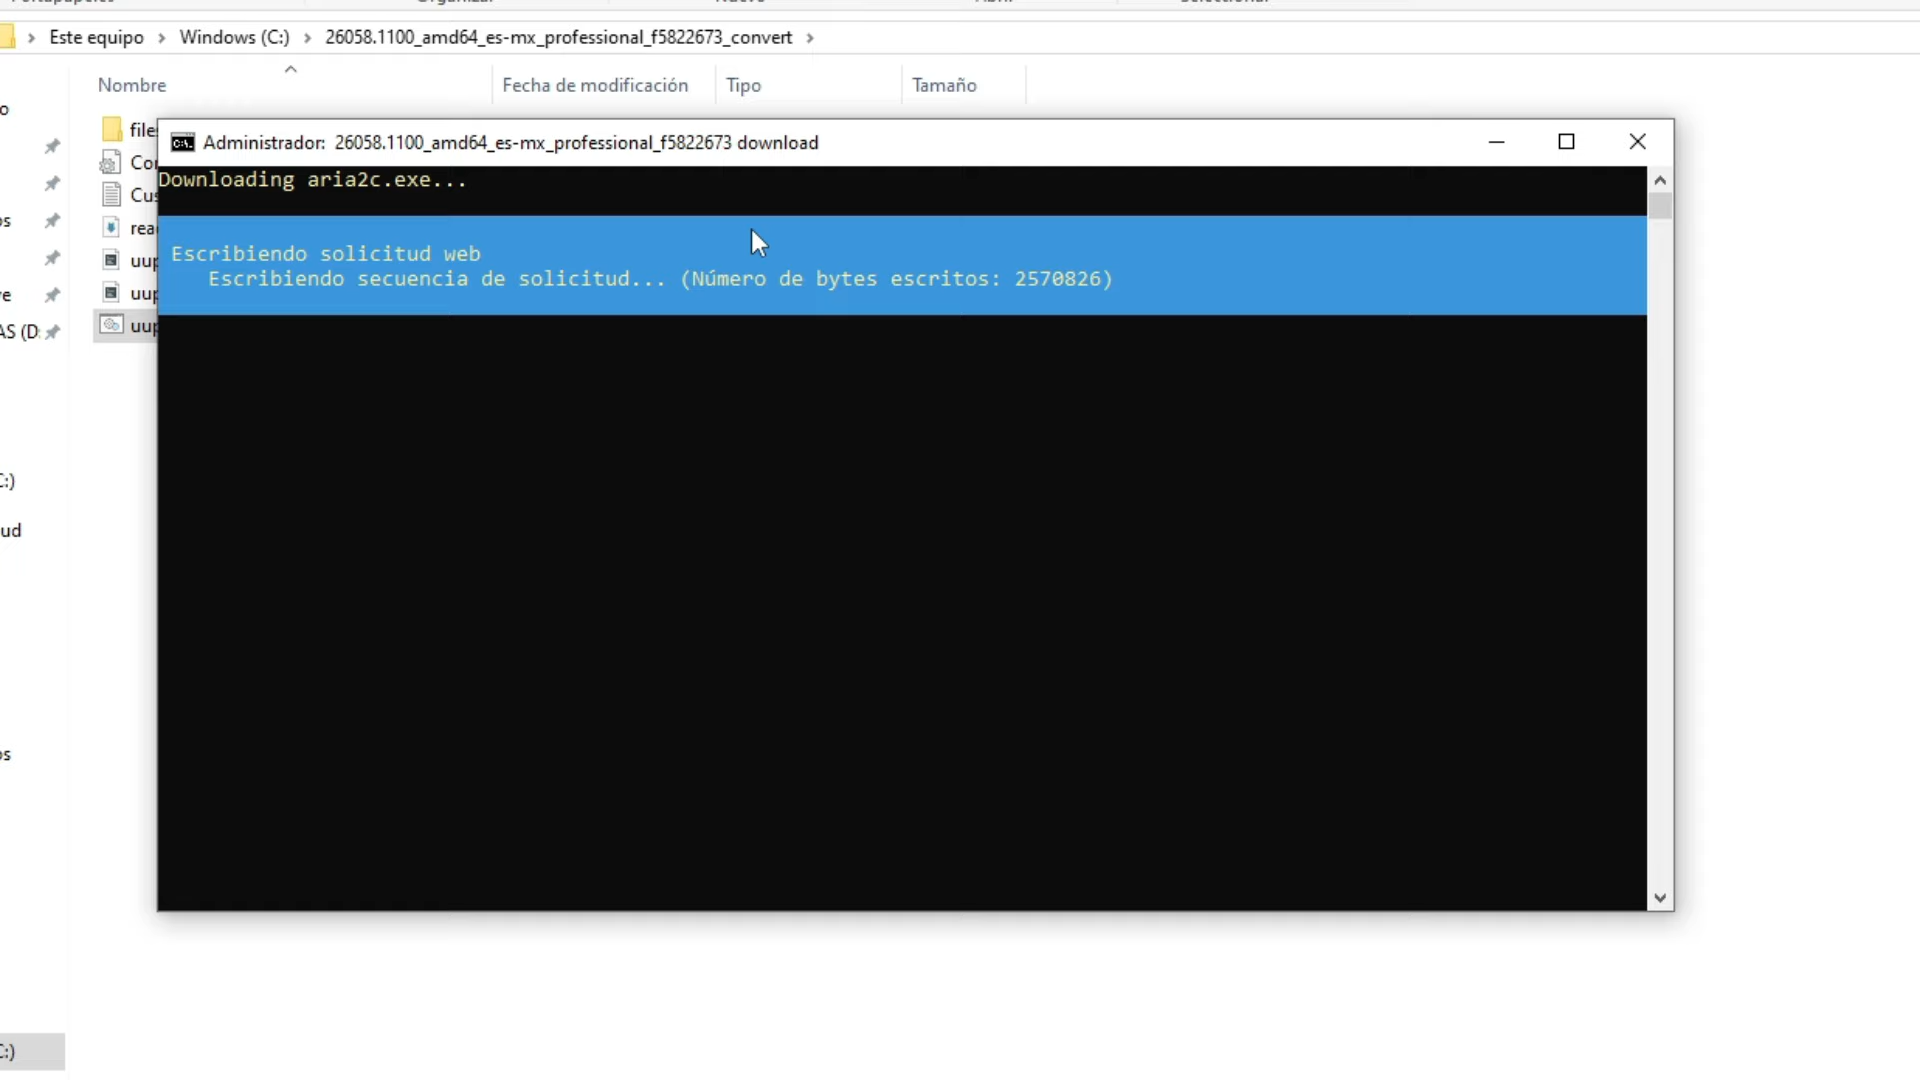 Este equipo > Windows (C:) > 26058.1100_amd64_es-mx_professional_f5822673_convert >
Nombre Fecha de modificación Tipo Tamaño
Administrador: 26058.1100_amd64_es-mx_professional_f5822673 download
Downloading aria2c.exe...
Escribiendo solicitud web
Escribiendo secuencia de solicitud... (Número de bytes escritos: 2570826)